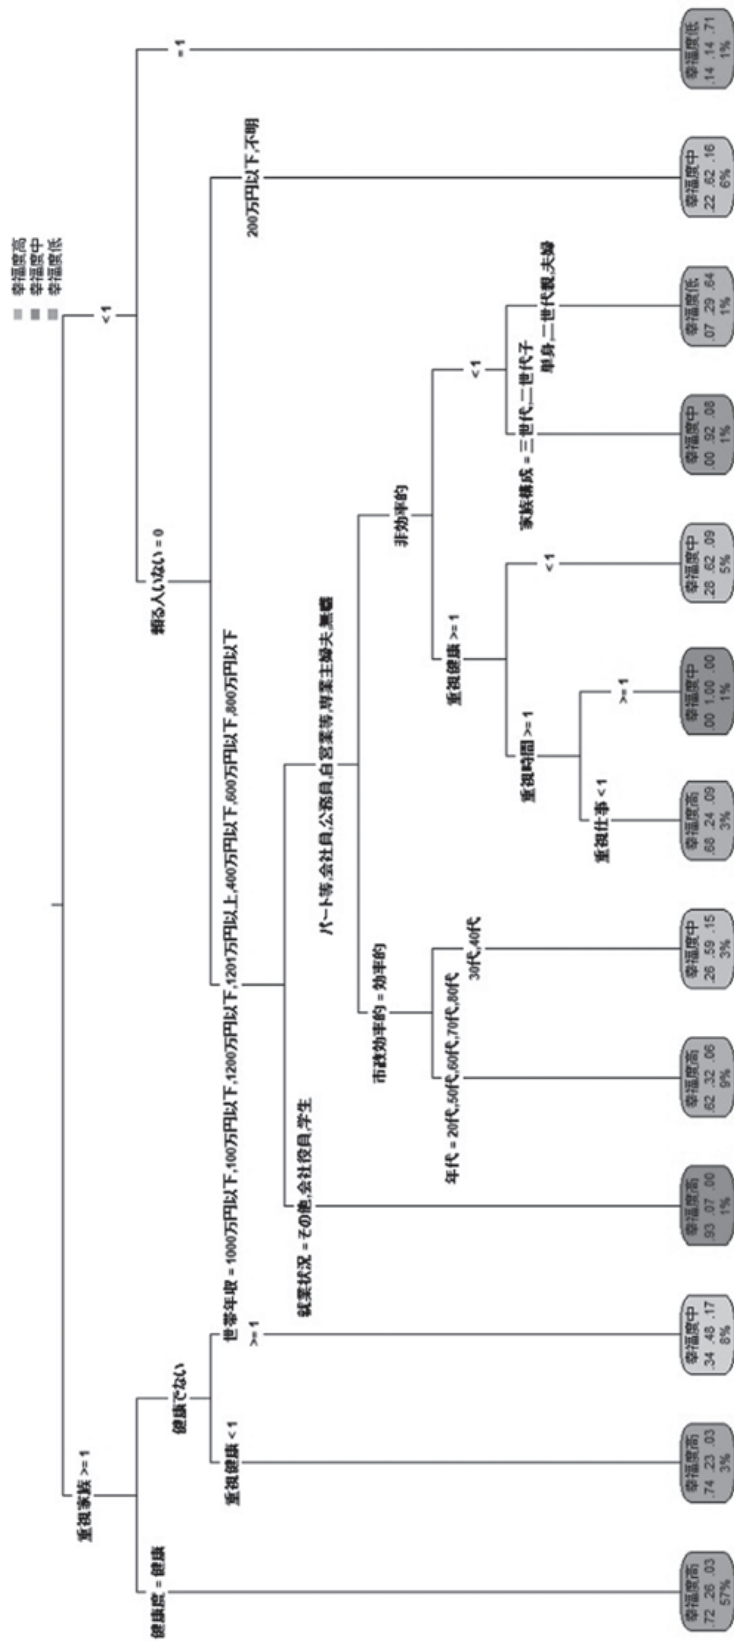 幸福度高
幸福度中
幸福度低
重視家族 >= 1
< 1
健康度 = 健康
健康でない
頼る人いない = 0
= 1
重視健康 < 1
>= 1
世帯年収 = 1000万円以下,100万円以下,1200万円以下,1201万円以上,400万円以下,600万円以下,800万円以下
200万円以下,不明
就業状況 = その他,会社役員,学生
パート等,会社員,公務員,自営業等,専業主婦夫,無職
市政効率的 = 効率的
非効率的
年代 = 20代,50代,60代,70代,80代
30代,40代
重視健康 >= 1
< 1
重視時間 >= 1
< 1
家族構成 = 三世代,二世代子
単身,二世代親,夫婦
重視仕事 < 1
>= 1
幸福度高
.72 .26 .03
57%
幸福度高
.74 .23 .03
3%
幸福度中
.34 .48 .17
8%
幸福度高
.93 .07 .00
1%
幸福度高
.62 .32 .06
9%
幸福度中
.26 .59 .15
3%
幸福度高
.68 .24 .09
3%
幸福度中
.00 1.00 .00
1%
幸福度中
.28 .62 .09
5%
幸福度中
.00 .92 .08
1%
幸福度低
.07 .29 .64
1%
幸福度中
.22 .62 .16
6%
幸福度低
.14 .14 .71
1%